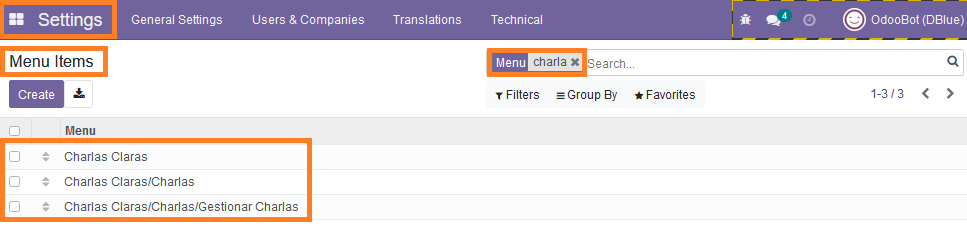 Settings General Settings Users & Companies Translations Technical 4 OdooBot (DBlue)
Menu Items Menu charla Search...
Create Filters Group By Favorites 1-3 / 3
Menu
Charlas Claras
Charlas Claras/Charlas
Charlas Claras/Charlas/Gestionar Charlas